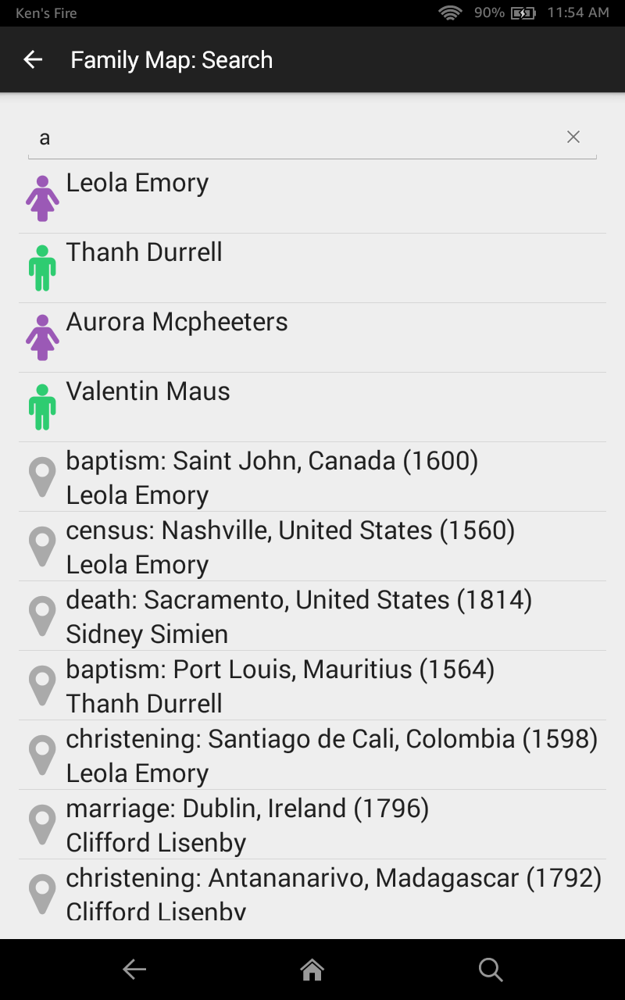 Ken's Fire 90% 11:54 AM
Family Map: Search
a
Leola Emory
Thanh Durrell
Aurora Mcpheeters
Valentin Maus
baptism: Saint John, Canada (1600)
Leola Emory
census: Nashville, United States (1560)
Leola Emory
death: Sacramento, United States (1814)
Sidney Simien
baptism: Port Louis, Mauritius (1564)
Thanh Durrell
christening: Santiago de Cali, Colombia (1598)
Leola Emory
marriage: Dublin, Ireland (1796)
Clifford Lisenby
christening: Antananarivo, Madagascar (1792)
Clifford Lisenby